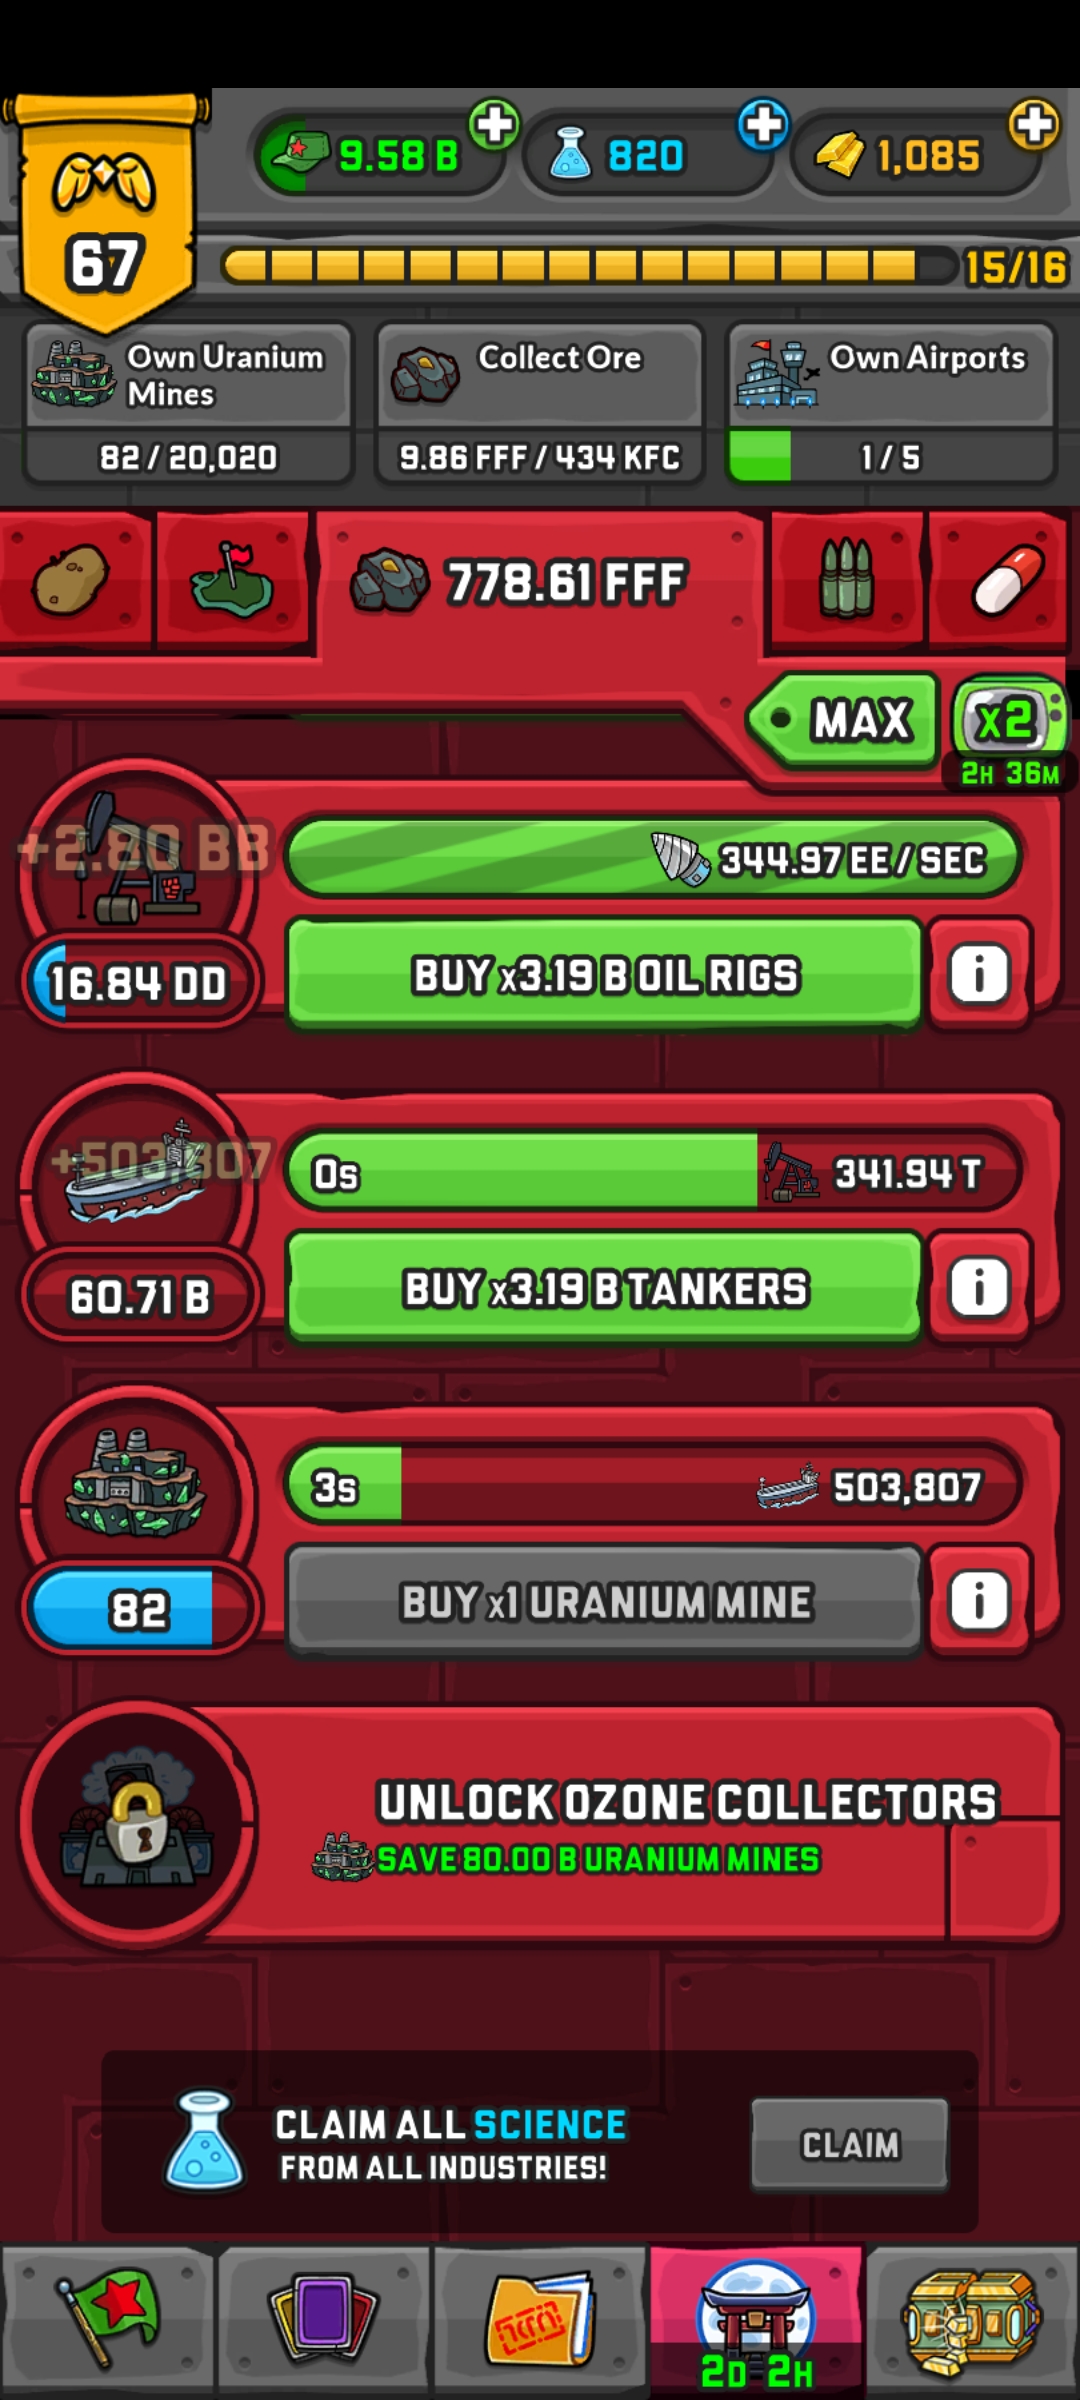 9.58 B
820
1,085
67
15/16
Own Uranium
Mines
82 / 20,020
Collect Ore
9.86 FFF / 434 KFC
Own Airports
1 / 5
778.61 FFF
MAX
x2
2H 36M
+2.80 BB
344.97 EE / SEC
16.84 DD
BUY x3.19 B OIL RIGS
i
+503,807
0s
341.94 T
60.71 B
BUY x3.19 B TANKERS
i
3s
503,807
82
BUY x1 URANIUM MINE
i
UNLOCK OZONE COLLECTORS
SAVE 80.00 B URANIUM MINES
CLAIM ALL SCIENCE
FROM ALL INDUSTRIES!
CLAIM
2D 2H